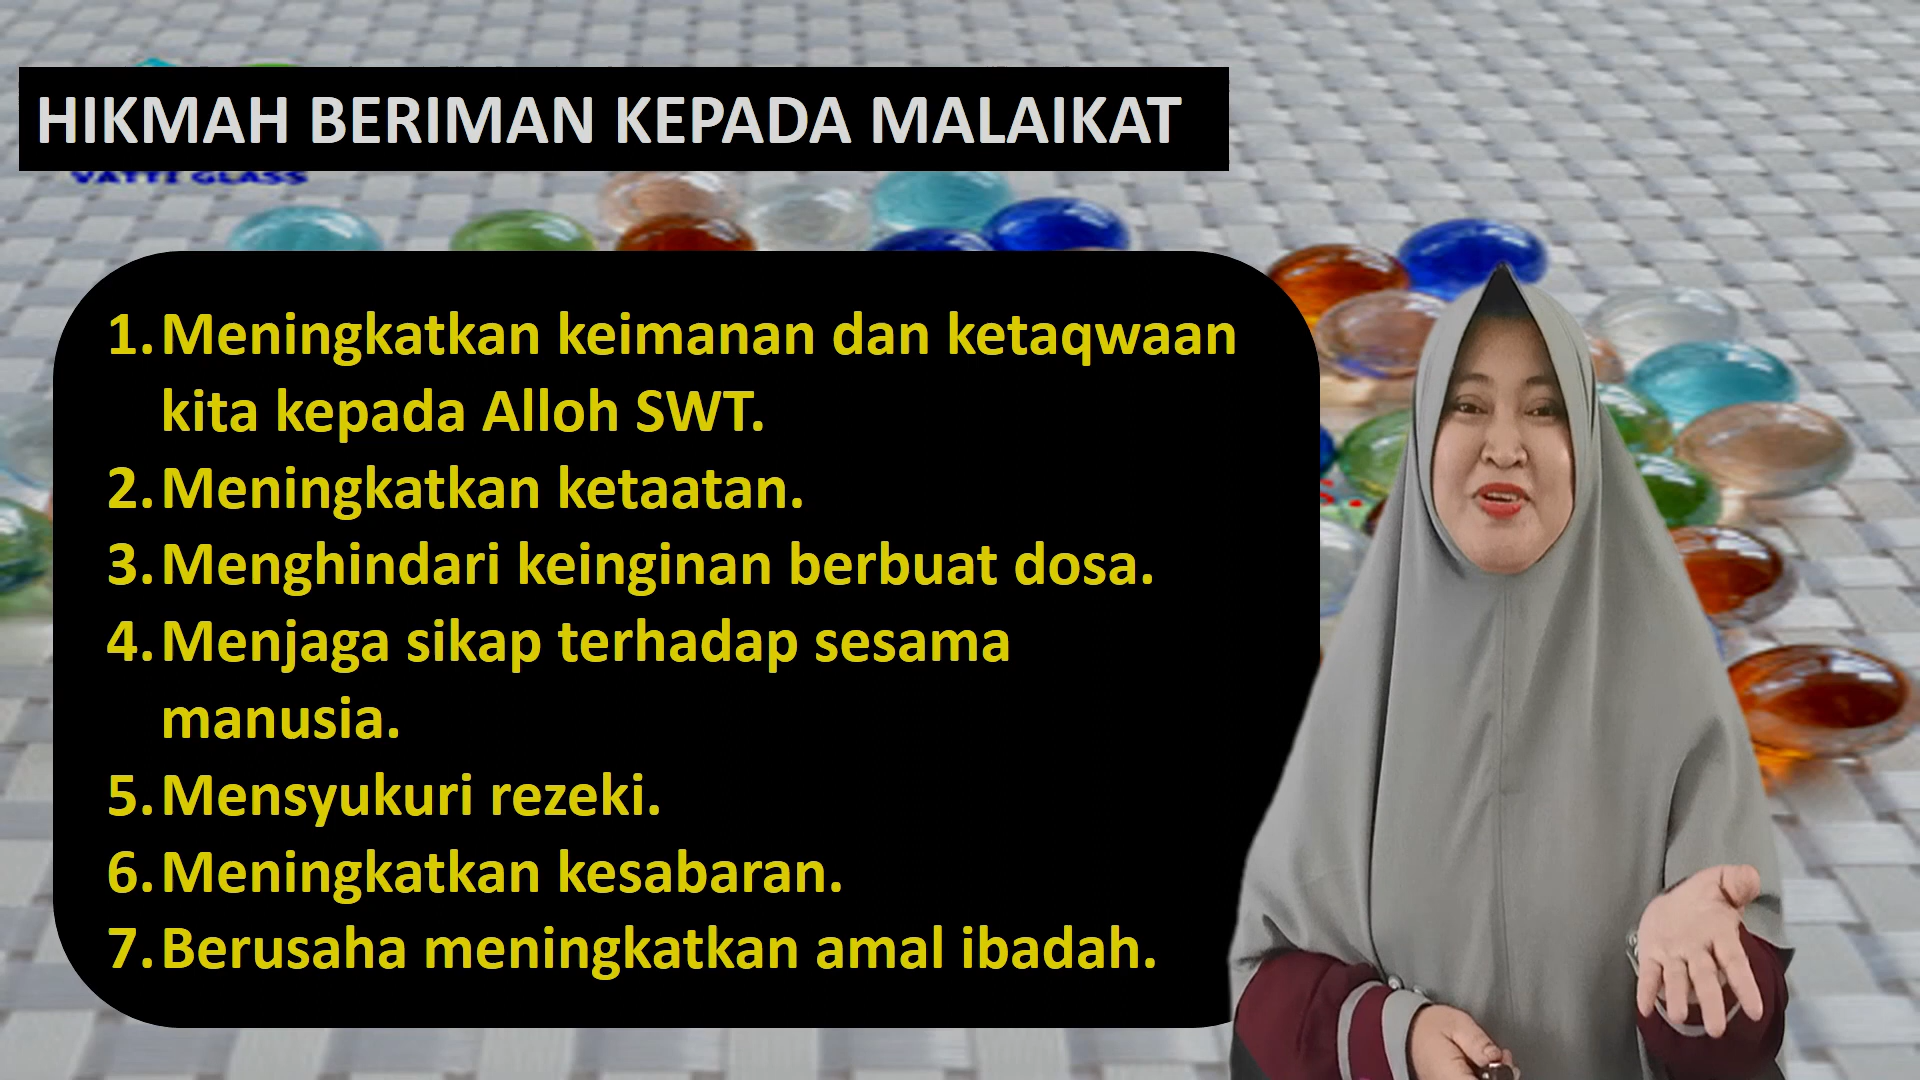 HIKMAH BERIMAN KEPADA MALAIKAT
VATTI GLASS
1. Meningkatkan keimanan dan ketaqwaan
kita kepada Alloh SWT.
2. Meningkatkan ketaatan.
3. Menghindari keinginan berbuat dosa.
4. Menjaga sikap terhadap sesama
manusia.
5. Mensyukuri rezeki.
6. Meningkatkan kesabaran.
7. Berusaha meningkatkan amal ibadah.